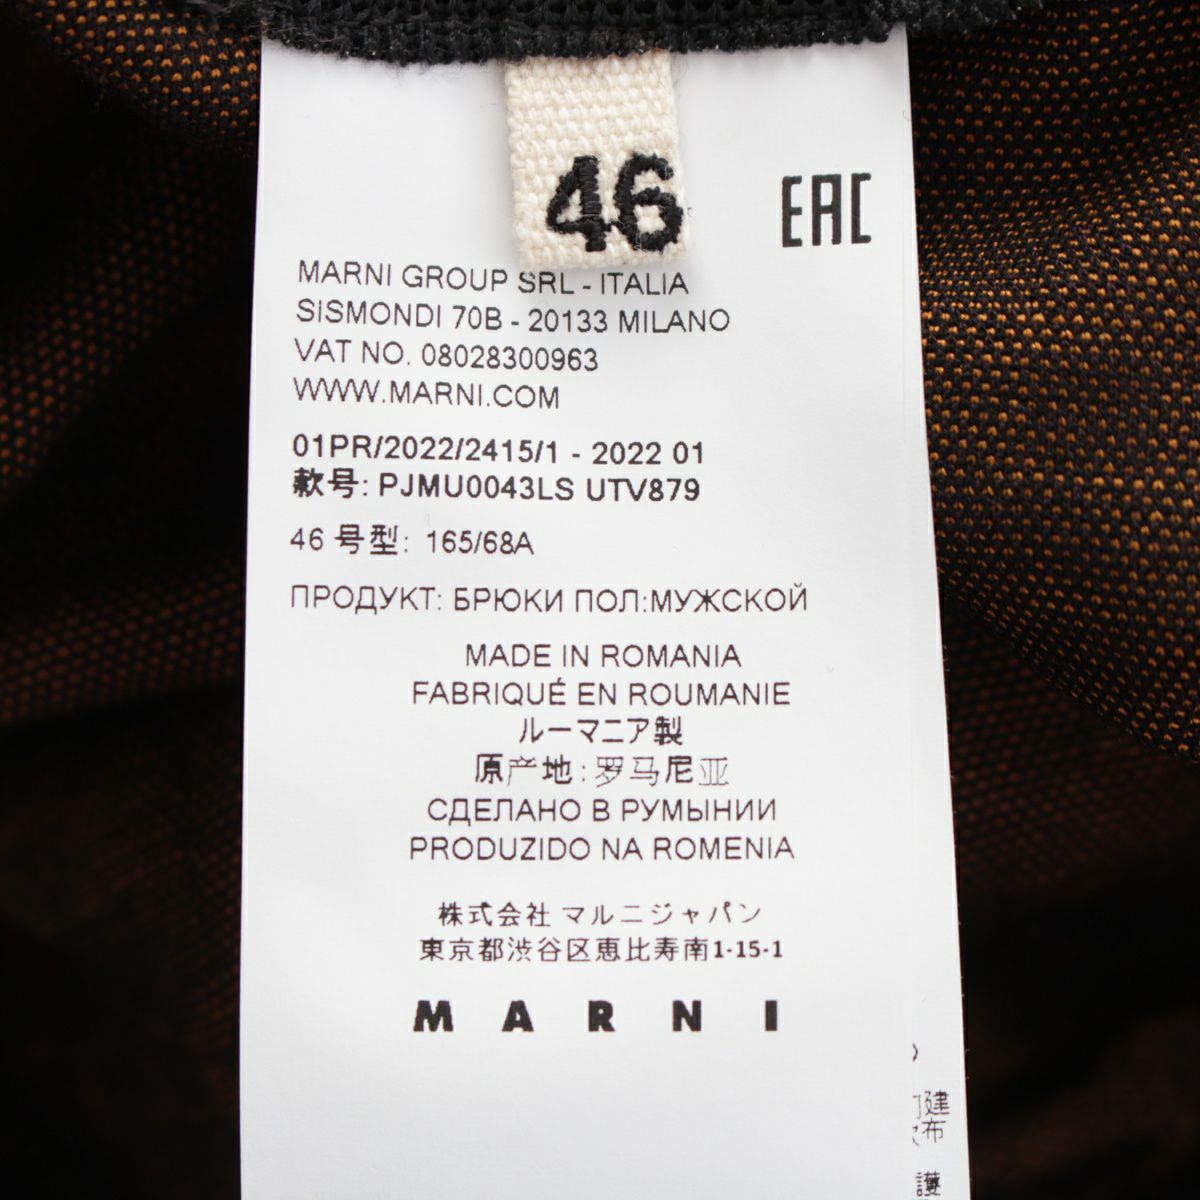 46
EAC
MARNI GROUP SRL - ITALIA
SISMONDI 70B - 20133 MILANO
VAT NO. 08028300963
WWW.MARNI.COM
01PR/2022/2415/1 - 2022 01
款号: PJMU0043LS UTV879
46 号型: 165/68A
ПРОДУКТ: БРЮКИ ПОЛ:МУЖСКОЙ
MADE IN ROMANIA
FABRIQUÉ EN ROUMANIE
ルーマニア製
原产地: 罗马尼亚
СДЕЛАНО В РУМЫНИИ
PRODUZIDO NA ROMENIA
株式会社 マルニジャパン
東京都渋谷区恵比寿南1-15-1
MARNI
建
布
護